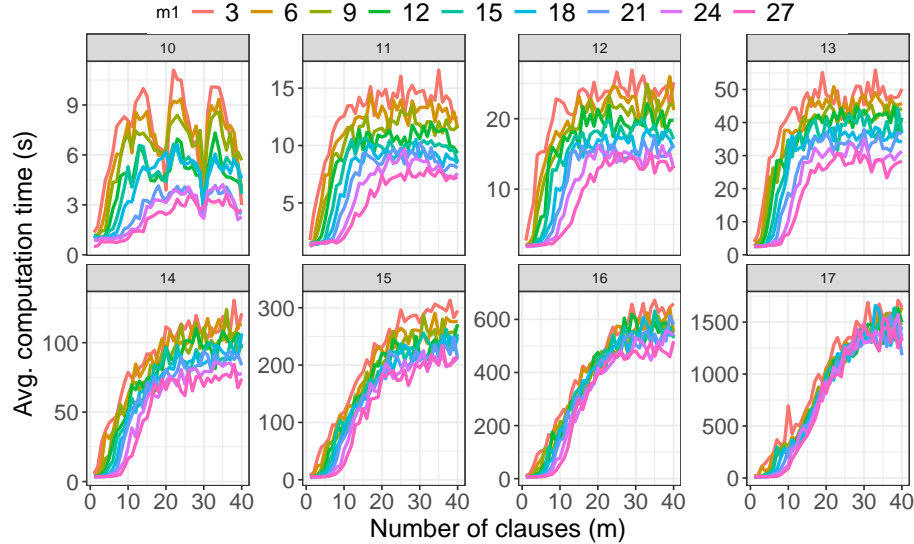 m1 3 6 9 12 15 18 21 24 27
10 11 12 13
9 15 50
6 10 20 40
3 5 10 30
0 20
10
0
Avg. computation time (s)
14 15 16 17
100 300 600 1500
50 200 400 1000
0 100 200 500
0 0 0
0 10 20 30 40 0 10 20 30 40 0 10 20 30 40 0 10 20 30 40
Number of clauses (m)